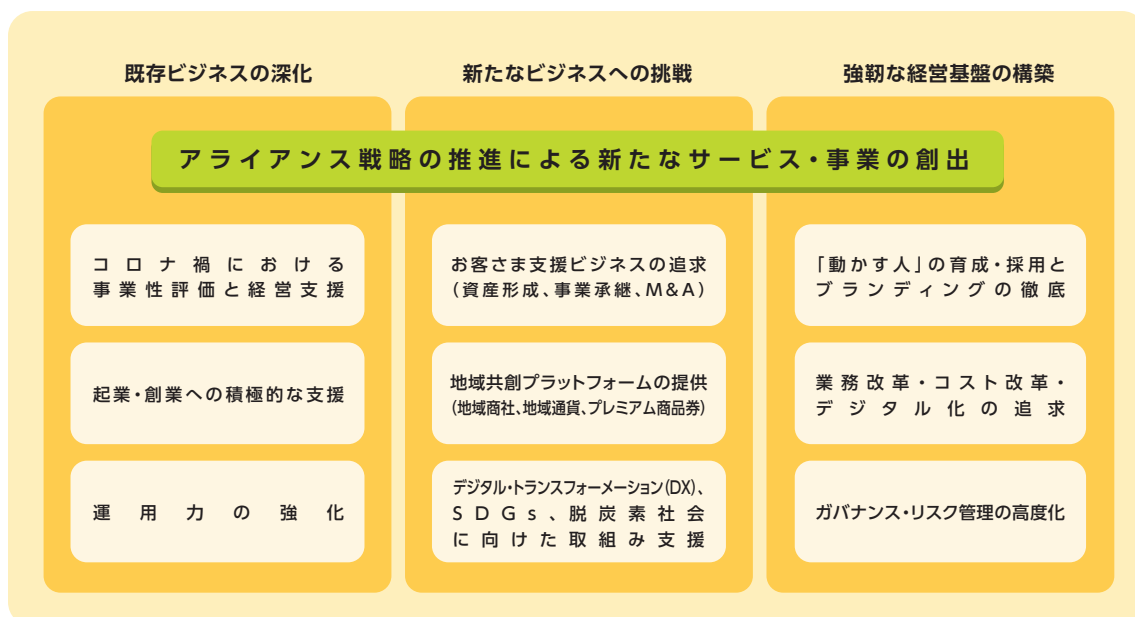 既存ビジネスの深化
新たなビジネスへの挑戦
強靭な経営基盤の構築
アライアンス戦略の推進による新たなサービス・事業の創出
コロナ禍における
事業性評価と経営支援
起業・創業への積極的な支援
運用力の強化
お客さま支援ビジネスの追求
(資産形成、事業承継、M&A)
地域共創プラットフォームの提供
(地域商社、地域通貨、プレミアム商品券)
デジタル・トランスフォーメーション(DX)、
SDGs、脱炭素社会
に向けた取組み支援
「動かす人」の育成・採用と
ブランディングの徹底
業務改革・コスト改革・
デジタル化の追求
ガバナンス・リスク管理の高度化